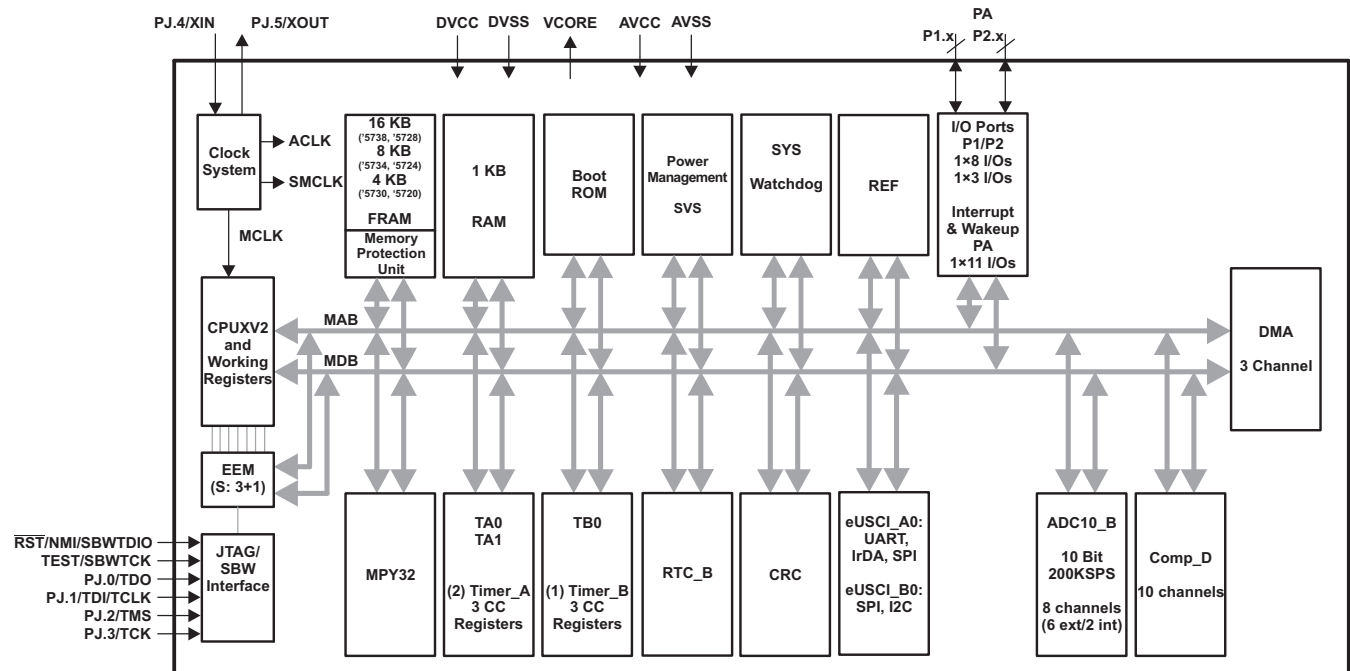 PJ.4/XIN
PJ.5/XOUT
DVCC
DVSS
VCORE
AVCC
AVSS
PA
P1.x
P2.x
Clock
System
ACLK
SMCLK
MCLK
16 KB
('5738, '5728)
8 KB
('5734, '5724)
4 KB
('5730, '5720)
FRAM
Memory
Protection
Unit
1 KB
RAM
Boot
ROM
Power
Management
SVS
SYS
Watchdog
REF
I/O Ports
P1/P2
1×8 I/Os
1×3 I/Os
Interrupt
& Wakeup
PA
1×11 I/Os
CPUXV2
and
Working
Registers
MAB
MDB
DMA
3 Channel
EEM
(S: 3+1)
RST/NMI/SBWTDIO
TEST/SBWTCK
PJ.0/TDO
PJ.1/TDI/TCLK
PJ.2/TMS
PJ.3/TCK
JTAG/
SBW
Interface
MPY32
TA0
TA1
(2) Timer_A
3 CC
Registers
TB0
(1) Timer_B
3 CC
Registers
RTC_B
CRC
eUSCI_A0:
UART,
IrDA, SPI
eUSCI_B0:
SPI, I2C
ADC10_B
10 Bit
200KSPS
8 channels
(6 ext/2 int)
Comp_D
10 channels